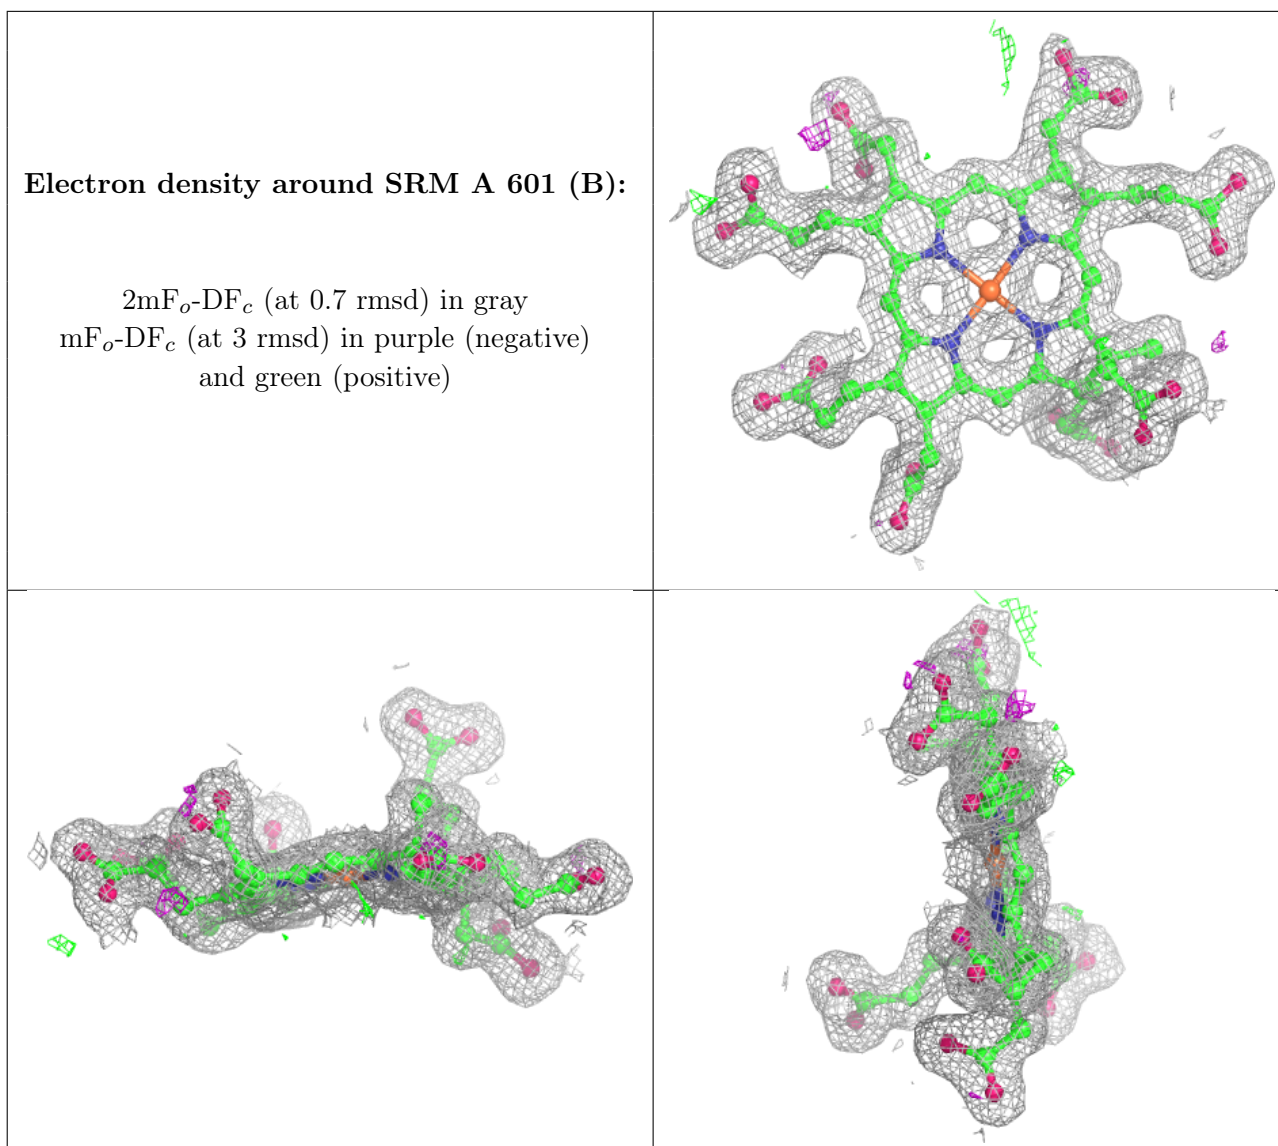 Electron density around SRM A 601 (B):
2mFo-DFc (at 0.7 rmsd) in gray
mFo-DFc (at 3 rmsd) in purple (negative)
and green (positive)